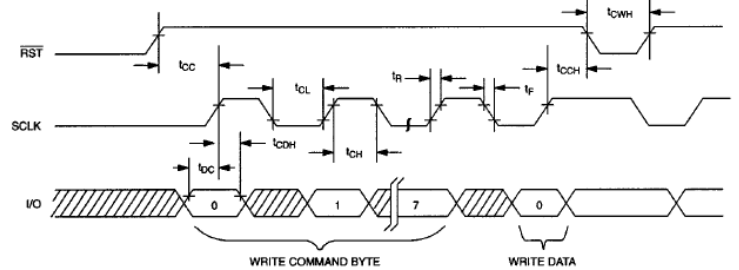 tCWH
RST
tCC
tCL
tR
tF
tCCH
SCLK
tCDH
tCH
tDC
I/O
0
1
7
0
WRITE COMMAND BYTE
WRITE DATA